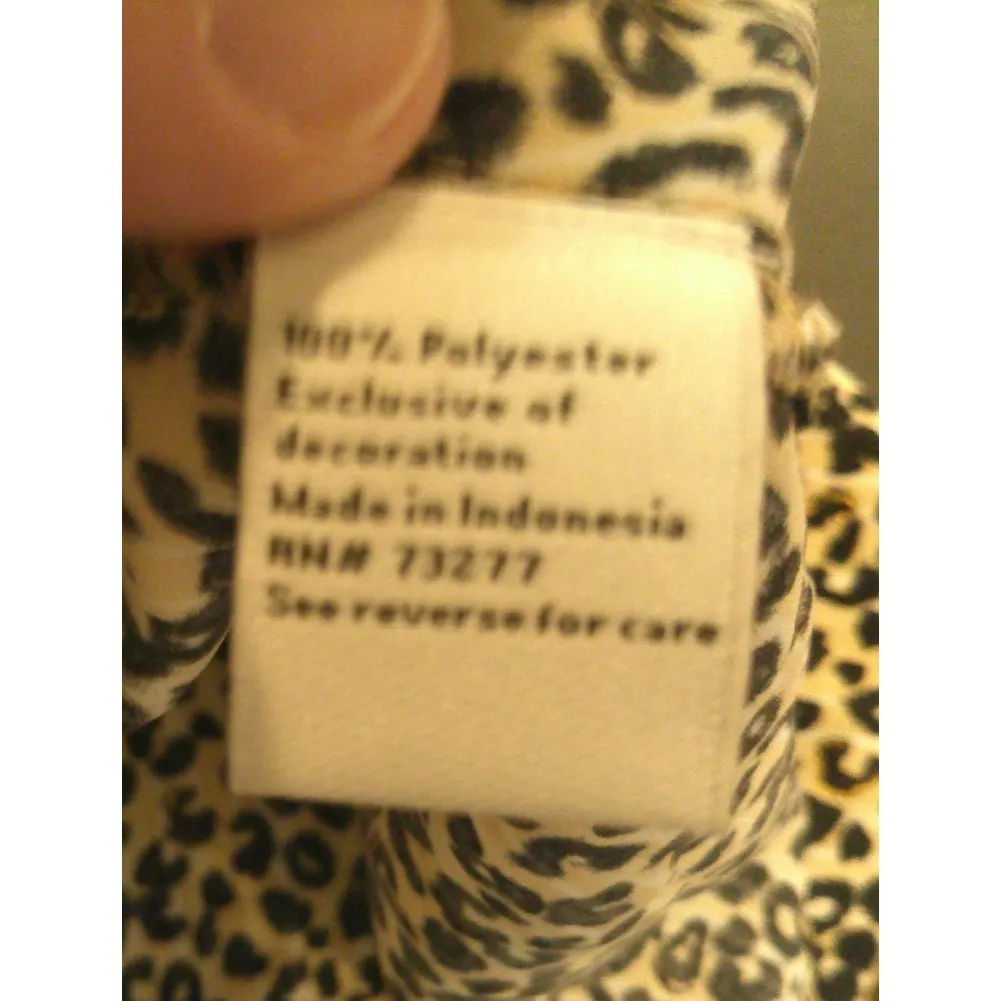 100% Polyester
Exclusive of
decoration
Made in Indonesia
RN# 73277
See reverse for care